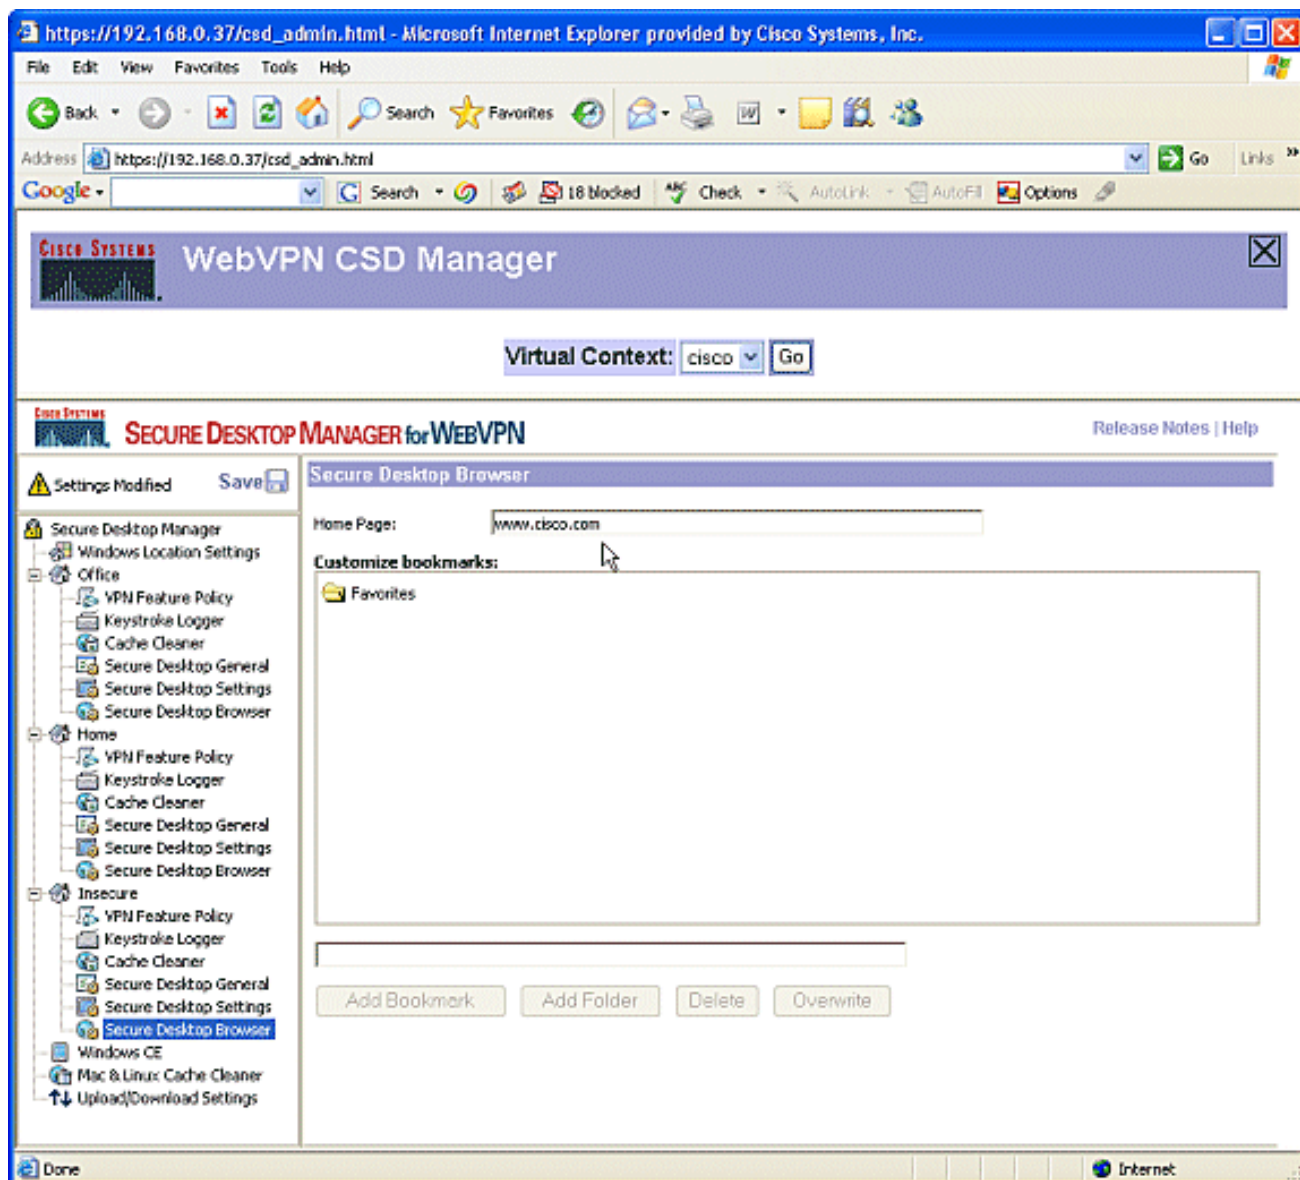 https://192.168.0.37/csd_admin.html - Microsoft Internet Explorer provided by Cisco Systems, Inc.
File Edit View Favorites Tools Help
Back Search Favorites
Address https://192.168.0.37/csd_admin.html Go Links »
Google Search 18 blocked ABC Check AutoLink AutoFill Options
CISCO SYSTEMS WebVPN CSD Manager
Virtual Context: cisco Go
CISCO SYSTEMS SECURE DESKTOP MANAGER for WEBVPN Release Notes | Help
Settings Modified Save
Secure Desktop Manager
Windows Location Settings
Office
VPN Feature Policy
Keystroke Logger
Cache Cleaner
Secure Desktop General
Secure Desktop Settings
Secure Desktop Browser
Home
VPN Feature Policy
Keystroke Logger
Cache Cleaner
Secure Desktop General
Secure Desktop Settings
Secure Desktop Browser
Insecure
VPN Feature Policy
Keystroke Logger
Cache Cleaner
Secure Desktop General
Secure Desktop Settings
Secure Desktop Browser
Windows CE
Mac & Linux Cache Cleaner
Upload/Download Settings
Secure Desktop Browser
Home Page: www.cisco.com
Customize bookmarks:
Favorites
Add Bookmark Add Folder Delete Overwrite
Done Internet